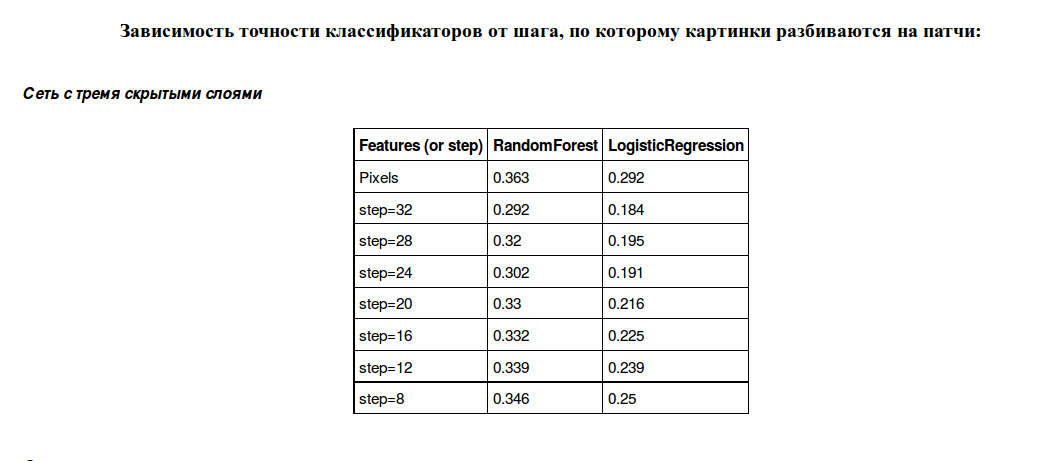 Зависимость точности классификаторов от шага, по которому картинки разбиваются на патчи:
Сеть с тремя скрытыми слоями
Features (or step) RandomForest LogisticRegression
Pixels 0.363 0.292
step=32 0.292 0.184
step=28 0.32 0.195
step=24 0.302 0.191
step=20 0.33 0.216
step=16 0.332 0.225
step=12 0.339 0.239
step=8 0.346 0.25